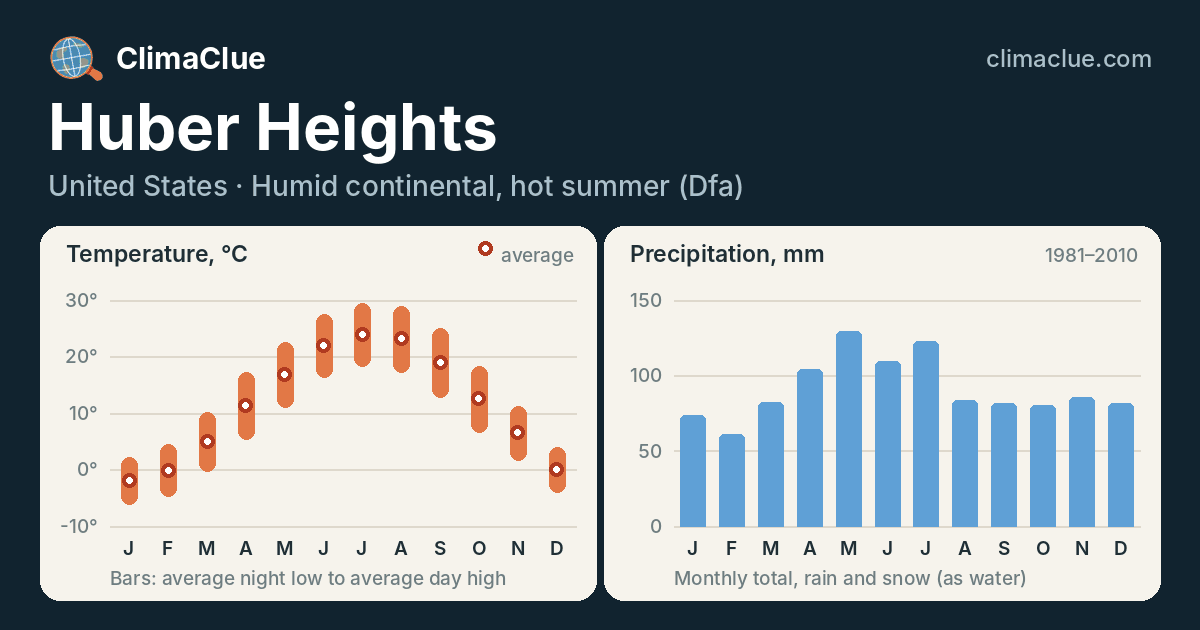 ClimaClue
climaclue.com
Huber Heights
United States · Humid continental, hot summer (Dfa)
Temperature, °C
average
30°
20°
10°
0°
-10°
J F M A M J J A S O N D
Bars: average night low to average day high
Precipitation, mm
1981–2010
150
100
50
0
J F M A M J J A S O N D
Monthly total, rain and snow (as water)